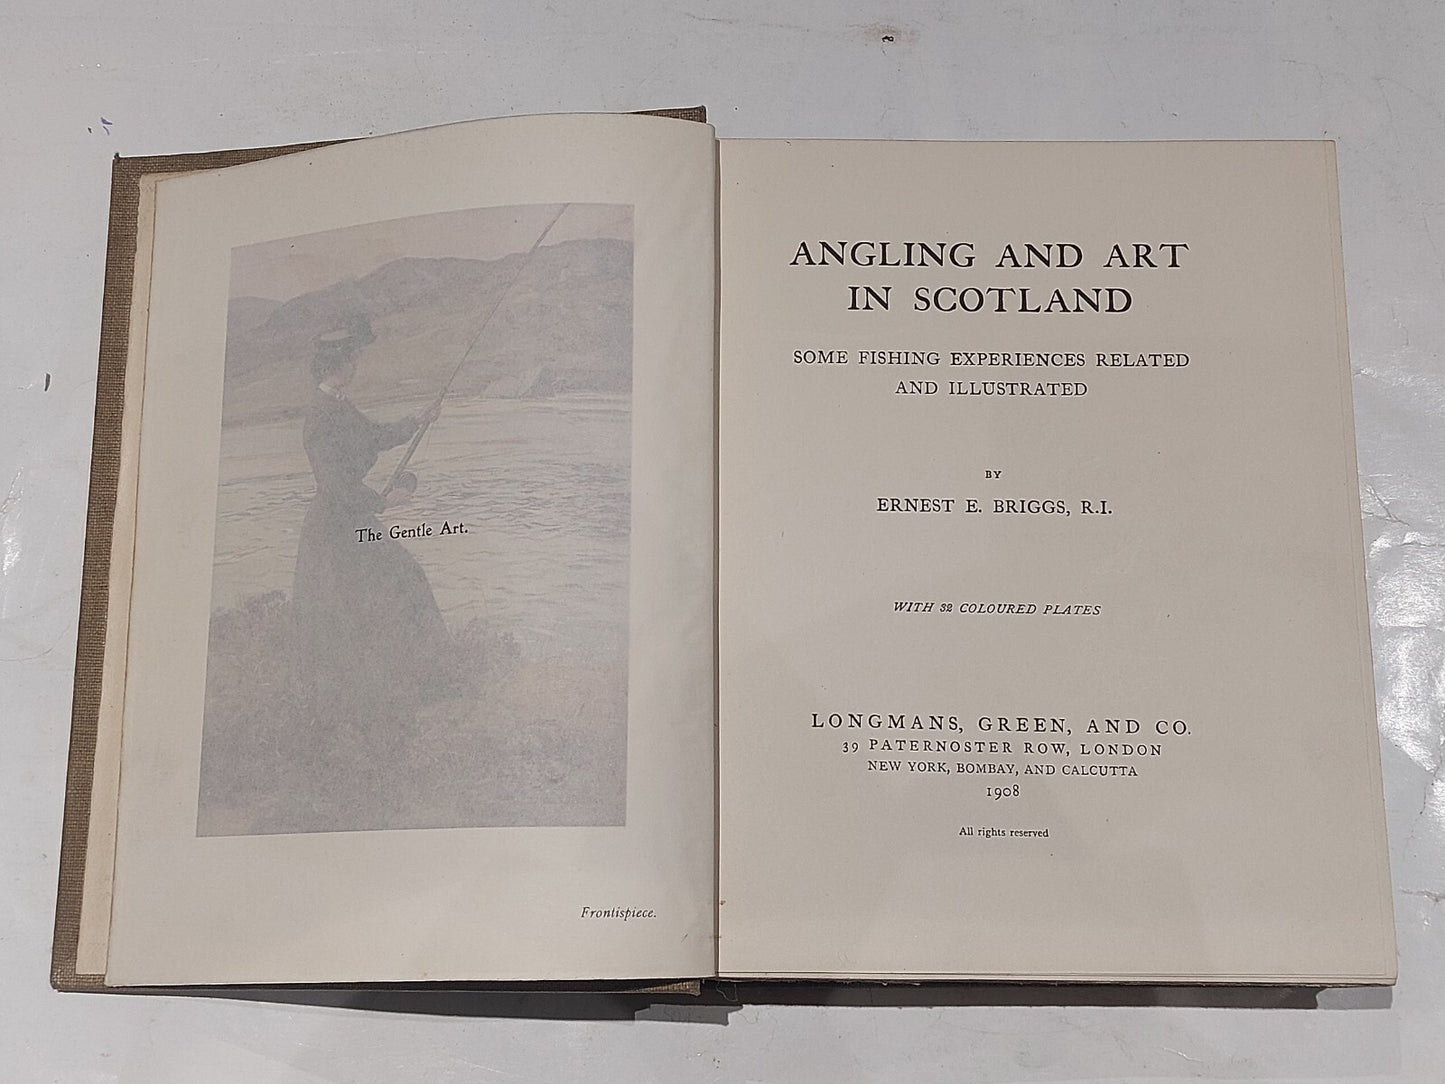 The Gentle Art.
Frontispiece.
ANGLING AND ART
IN SCOTLAND
SOME FISHING EXPERIENCES RELATED
AND ILLUSTRATED
BY
ERNEST E. BRIGGS, R.I.
WITH 32 COLOURED PLATES
LONGMANS, GREEN, AND CO.
39 PATERNOSTER ROW, LONDON
NEW YORK, BOMBAY, AND CALCUTTA
1908
All rights reserved